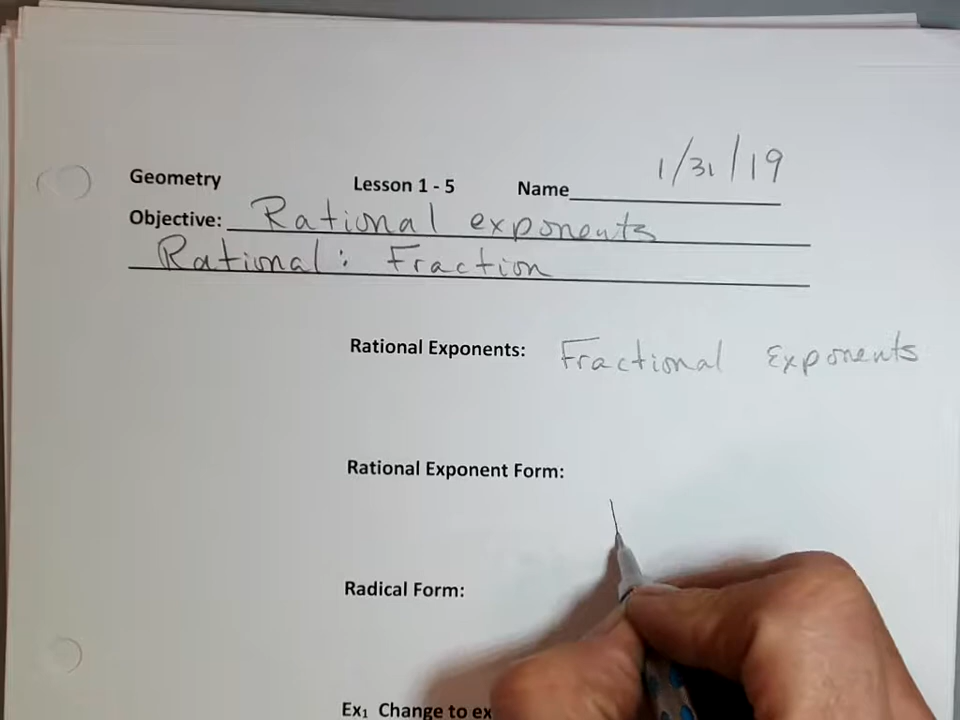 1/31/19
Geometry Lesson 1 - 5 Name
Objective: Rational exponents
Rational: Fraction
Rational Exponents: Fractional Exponents
Rational Exponent Form:
Radical Form:
Ex1 Change to ex